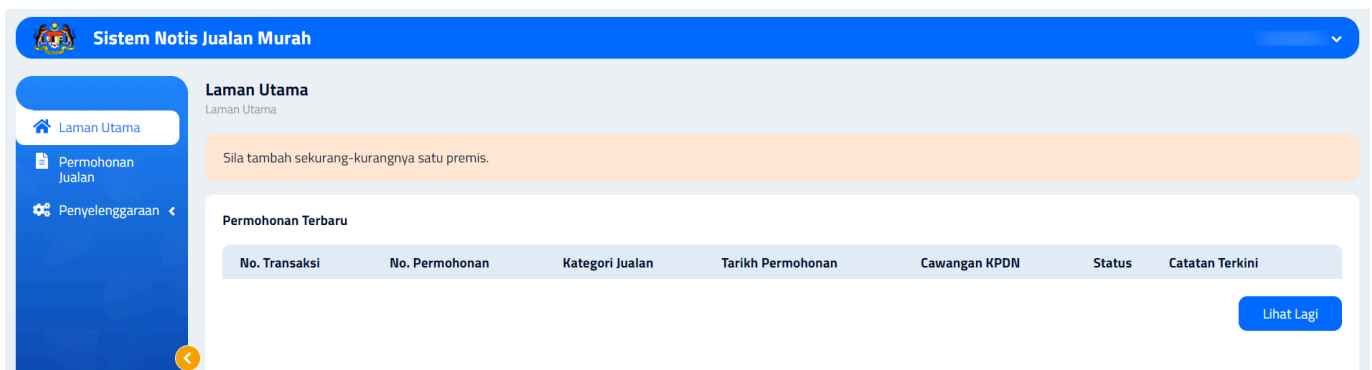 Sistem Notis Jualan Murah
Laman Utama
Laman Utama
Laman Utama
Permohonan
Jualan
Penyelenggaraan
Sila tambah sekurang-kurangnya satu premis.
Permohonan Terbaru
No. Transaksi No. Permohonan Kategori Jualan Tarikh Permohonan Cawangan KPDN Status Catatan Terkini
Lihat Lagi